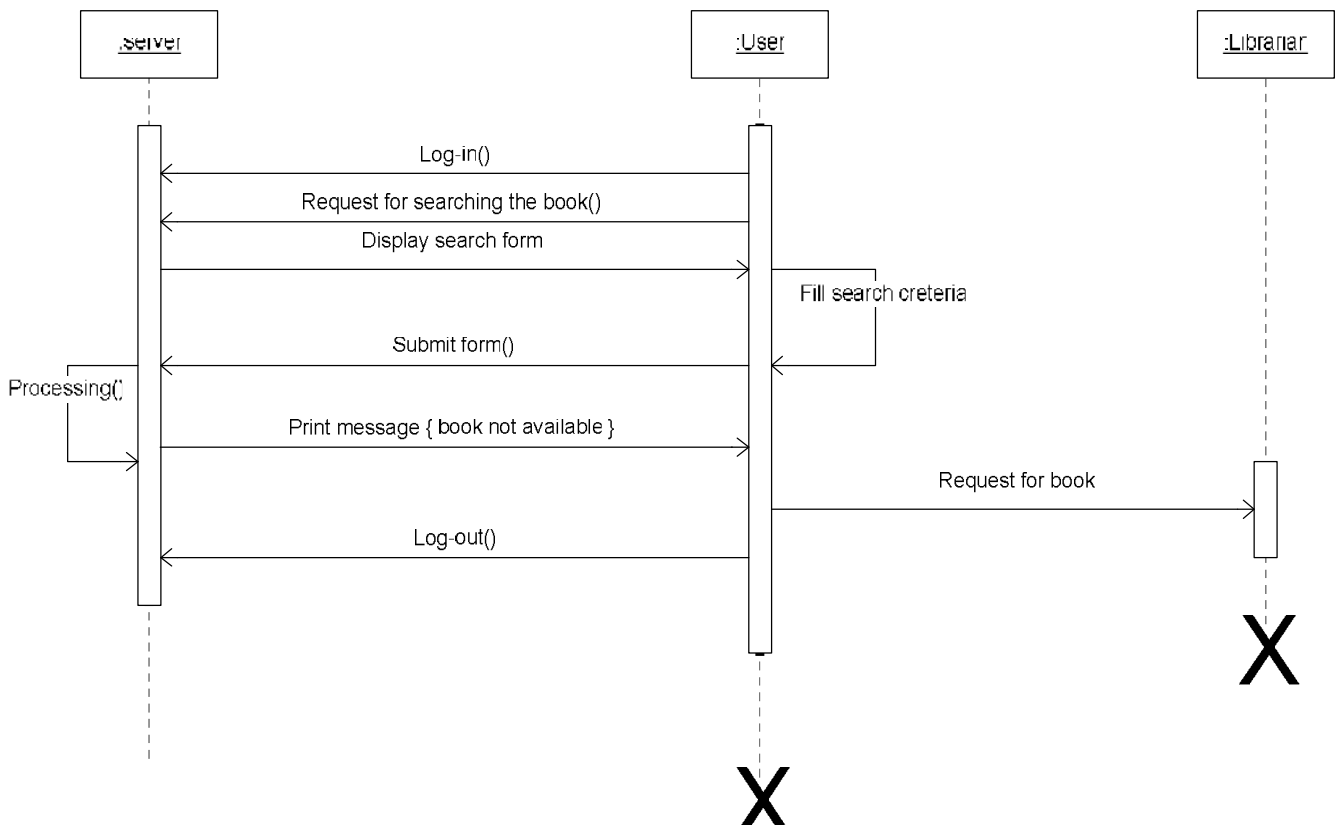 :server
:User
:Librarian
Log-in()
Request for searching the book()
Display search form
Fill search creteria
Submit form()
Processing()
Print message { book not available }
Request for book
Log-out()
X
X